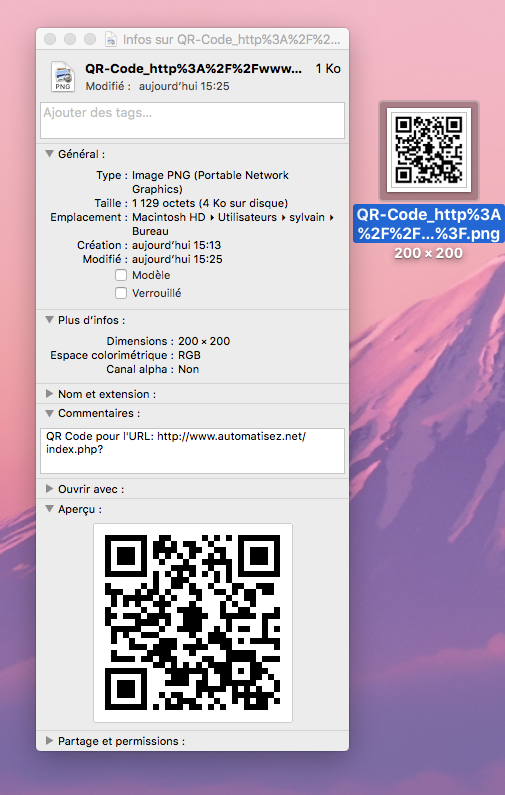 Infos sur QR-Code_http%3A%2F%2...
QR-Code_http%3A%2F%2Fwww... 1 Ko
Modifié : aujourd'hui 15:25
PNG
Ajouter des tags...
Général :
Type : Image PNG (Portable Network
Graphics)
Taille : 1 129 octets (4 Ko sur disque)
Emplacement : Macintosh HD ▸ Utilisateurs ▸ sylvain ▸
Bureau
Création : aujourd'hui 15:13
Modifié : aujourd'hui 15:25
Modèle
Verrouillé
Plus d'infos :
Dimensions : 200 × 200
Espace colorimétrique : RGB
Canal alpha : Non
Nom et extension :
Commentaires :
QR Code pour l'URL: http://www.automatisez.net/
index.php?
Ouvrir avec :
Aperçu :
Partage et permissions :
QR-Code_http%3A
%2F%2F...%3F.png
200 × 200